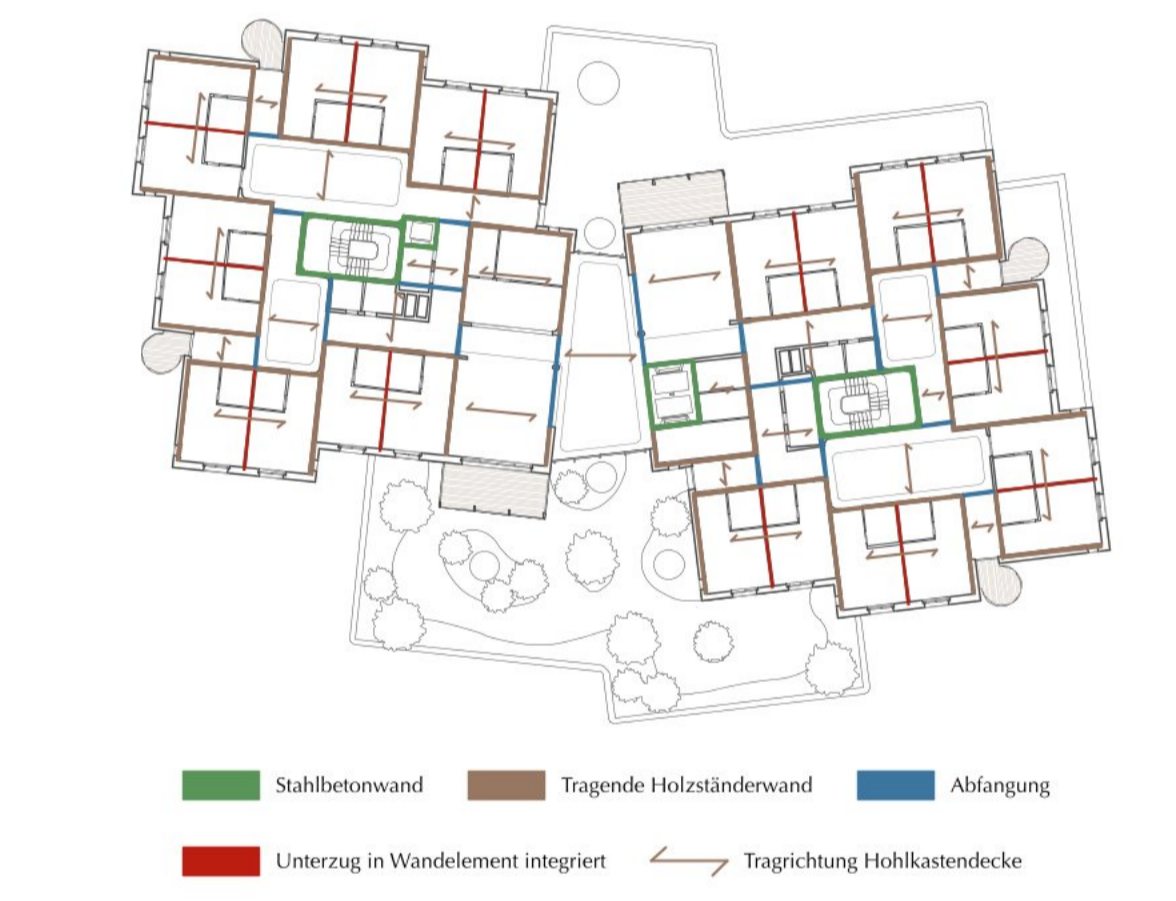 Stahlbetonwand
Tragende Holzständerwand
Abfangung
Unterzug in Wandelement integriert
Tragrichtung Hohlkastendecke